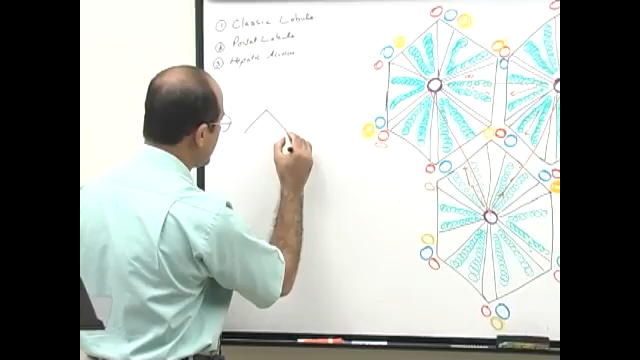 ① Classic Lobule
② Portal Lobule
③ Hepatic Acinus